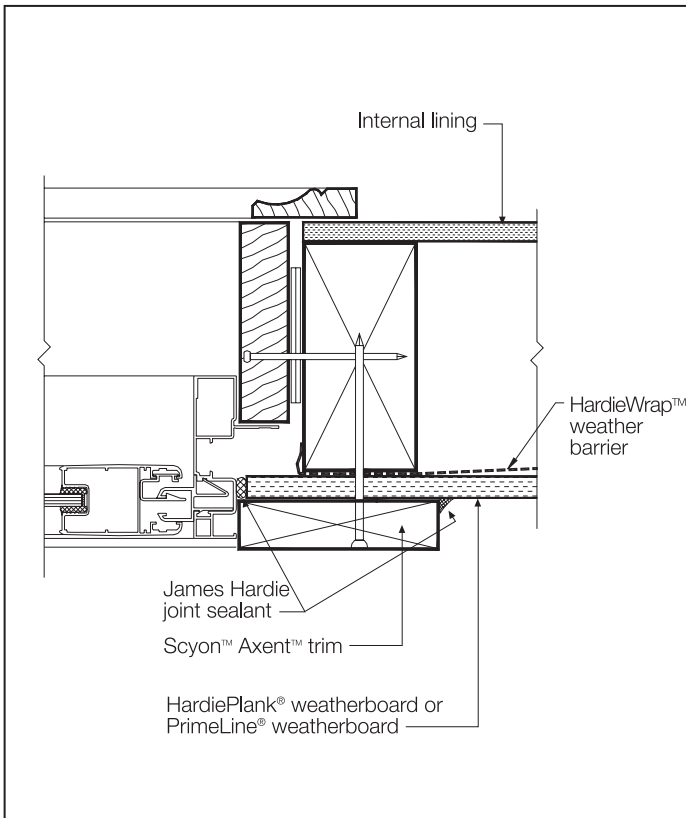 Internal lining
HardieWrap™
weather
barrier
James Hardie
joint sealant
Scyon™ Axent™ trim
HardiePlank® weatherboard or
PrimeLine® weatherboard